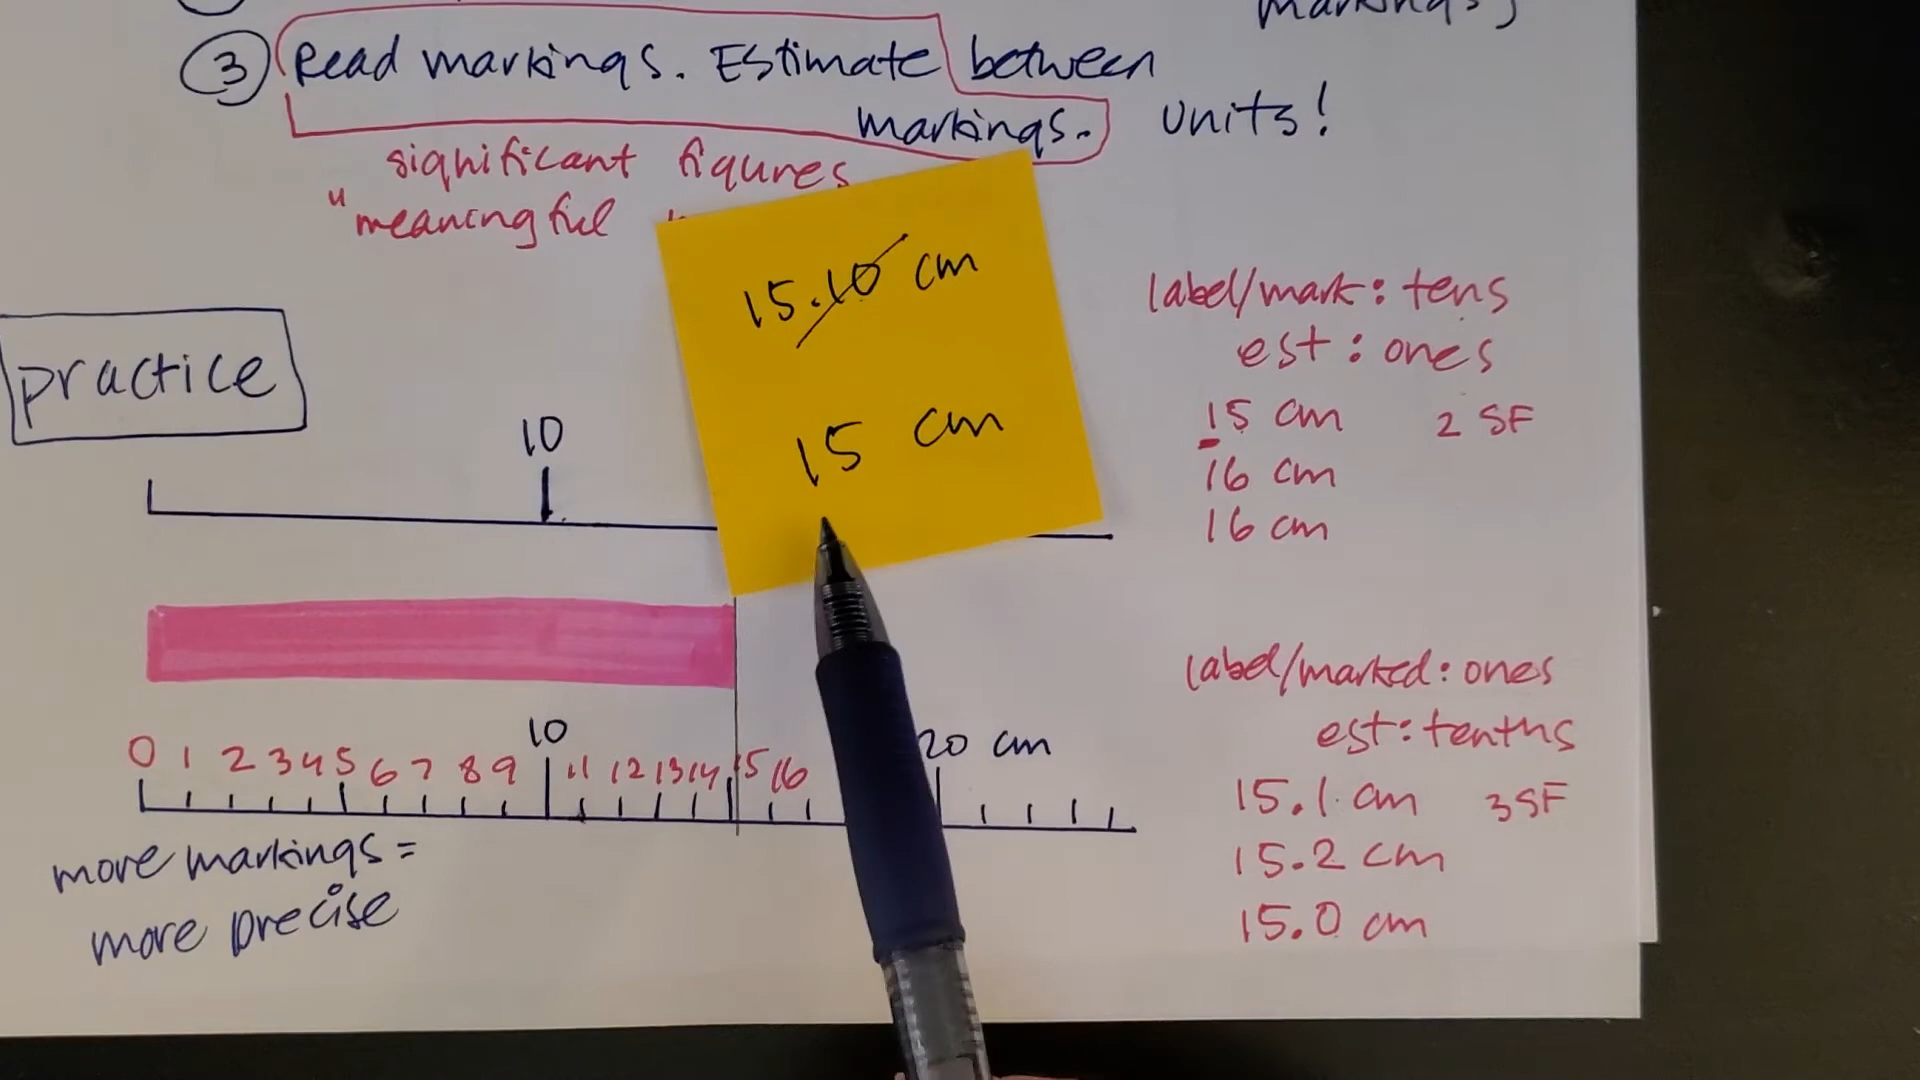 markings,
③ Read markings. Estimate between
markings. units!
significant figures
"meaningful
15.10 cm
15 cm
label/mark: tens
est: ones
15 cm 2 SF
16 cm
16 cm
practice
10
label/marked: ones
est: tenths
15.1 cm 3SF
15.2 cm
15.0 cm
10 20 cm
0 1 2 3 4 5 6 7 8 9 11 12 13 14 15 16
more markings =
more precise